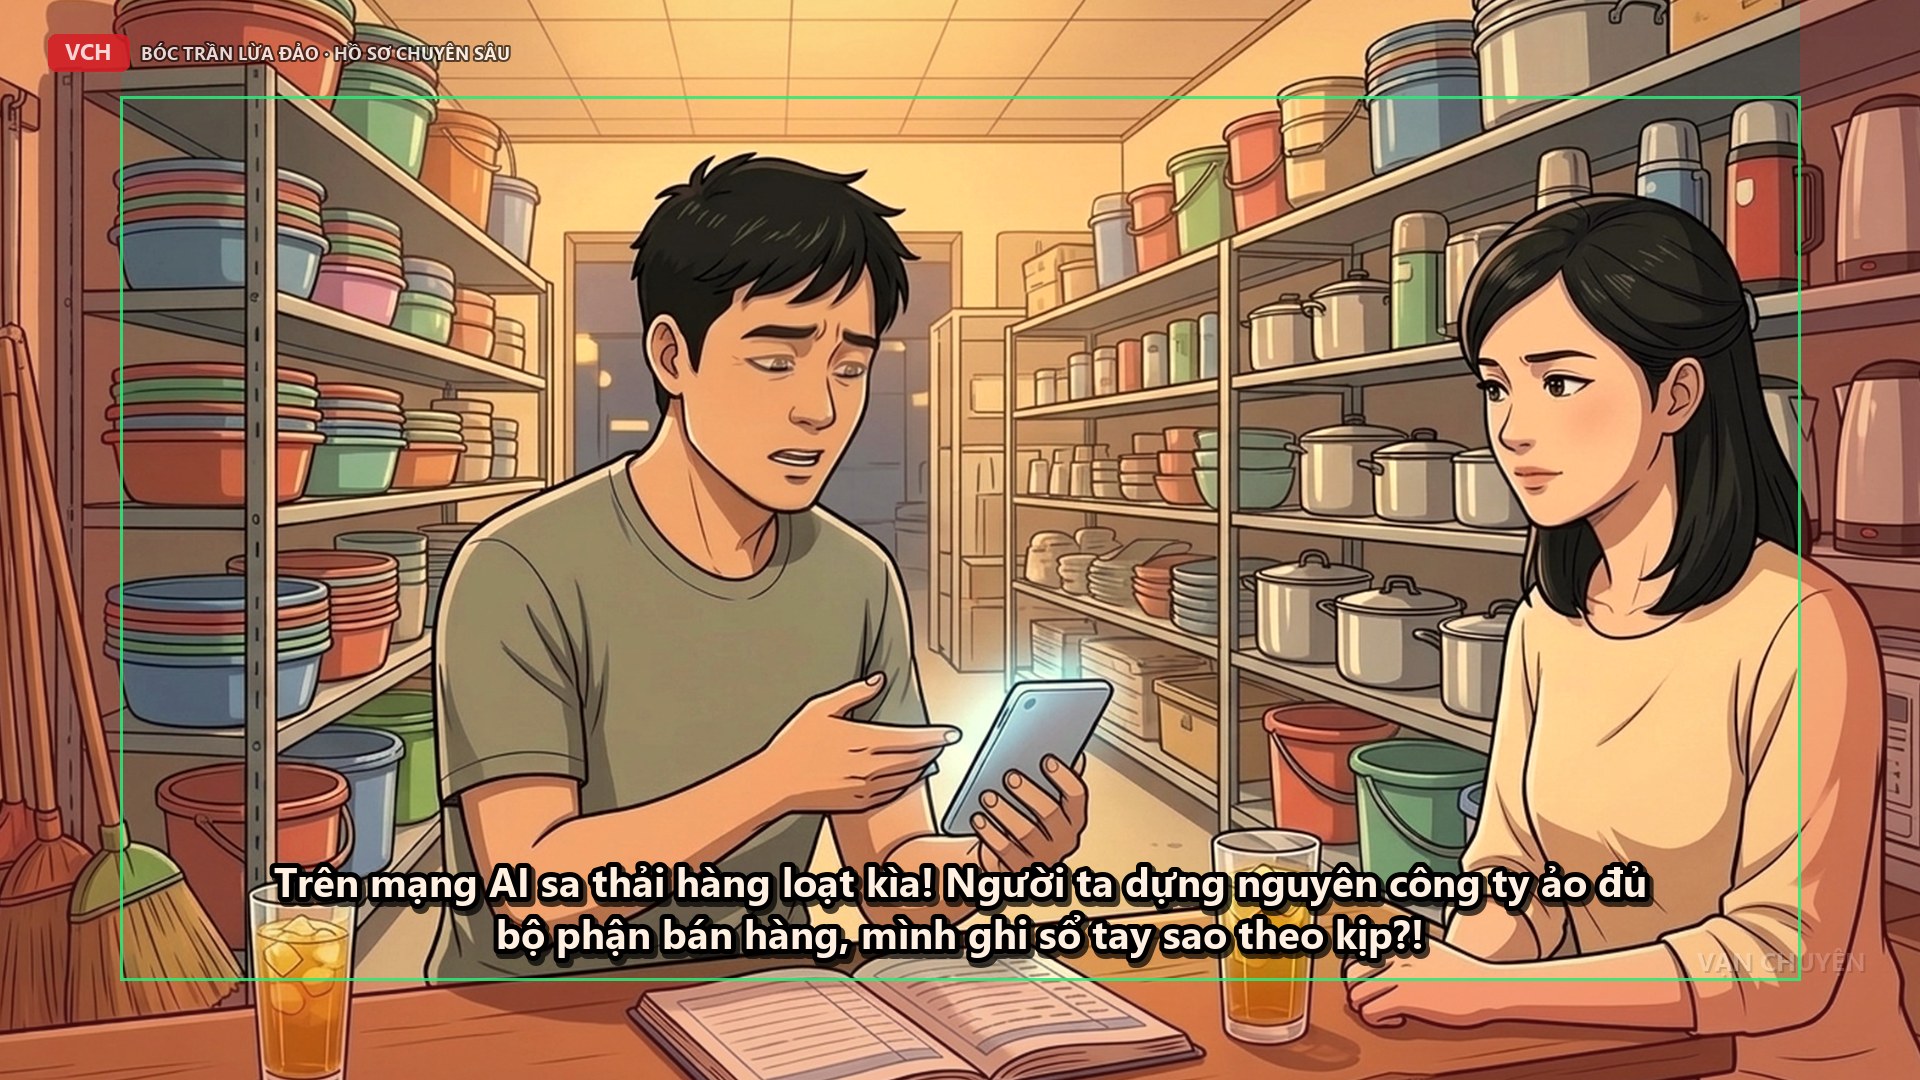 VCH BÓC TRẦN LỪA ĐẢO · HỒ SƠ CHUYÊN SÂU
Trên mạng AI sa thải hàng loạt kìa! Người ta dựng nguyên công ty ảo đủ
bộ phận bán hàng, mình ghi sổ tay sao theo kịp?!
VẠN CHUYÊN